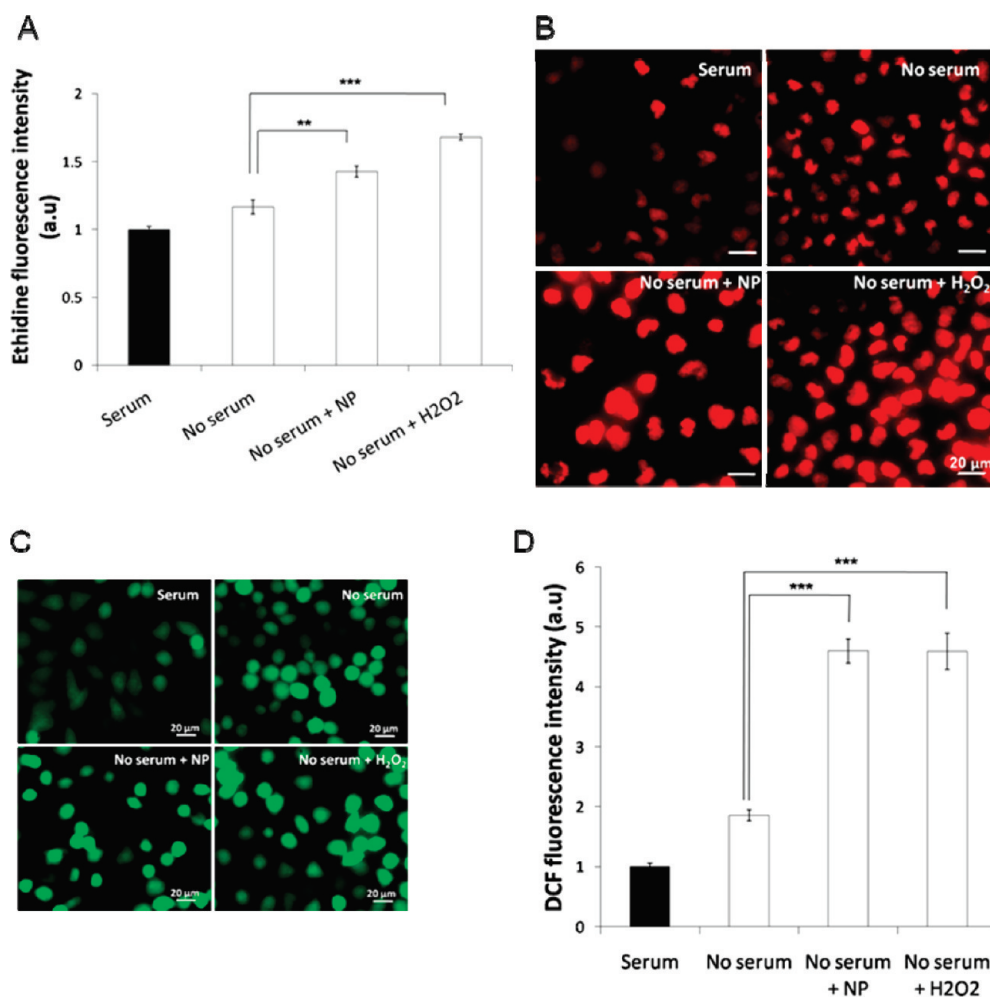 A
Ethidine fluorescence intensity
(a.u)
2
1.5
1
0.5
0
***
**
Serum
No serum
No serum + NP
No serum + H2O2
B
Serum
No serum
No serum + NP
No serum + H₂O₂
20 µm
C
Serum
20 µm
No serum
20 µm
No serum + NP
20 µm
No serum + H₂O₂
20 µm
D
DCF fluorescence intensity (a.u)
6
5
4
3
2
1
0
***
***
Serum
No serum
No serum
+ NP
No serum
+ H2O2